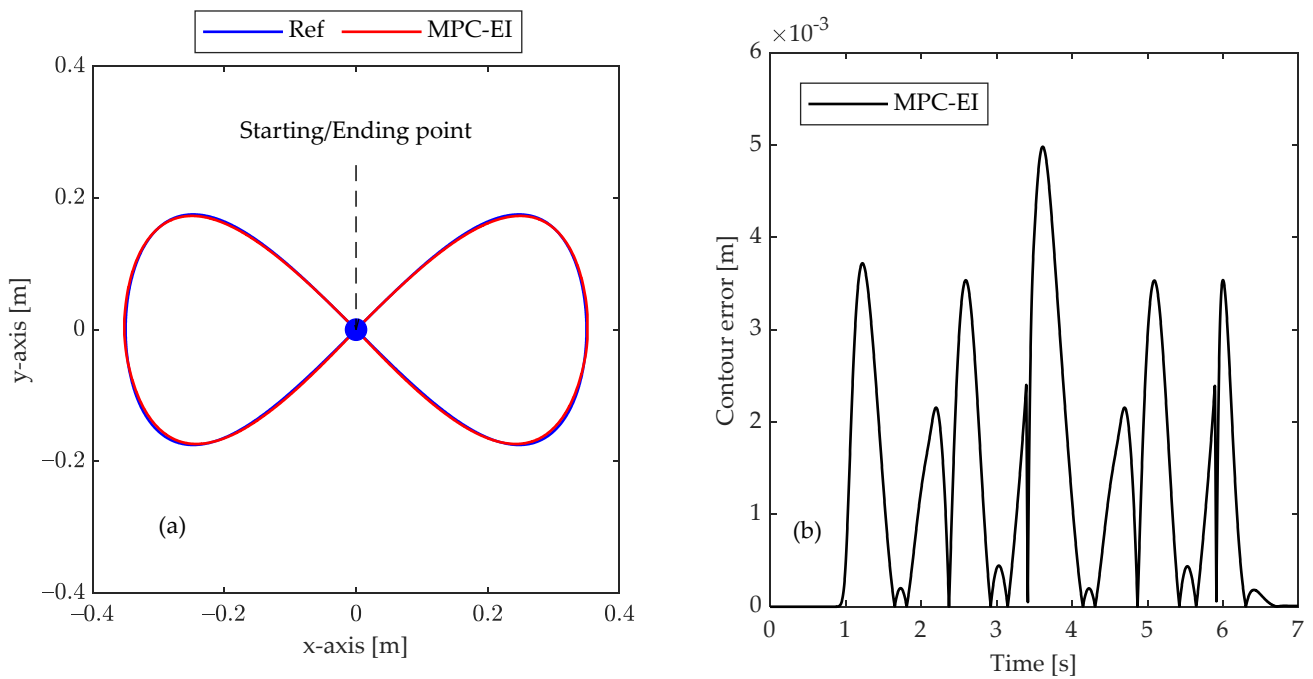 Ref MPC-EI
0.4
0.2
0
−0.2
−0.4
−0.4 −0.2 0 0.2 0.4
y-axis [m]
x-axis [m]
Starting/Ending point
(a)
×10⁻³
6
5
4
3
2
1
0
0 1 2 3 4 5 6 7
Contour error [m]
Time [s]
MPC-EI
(b)